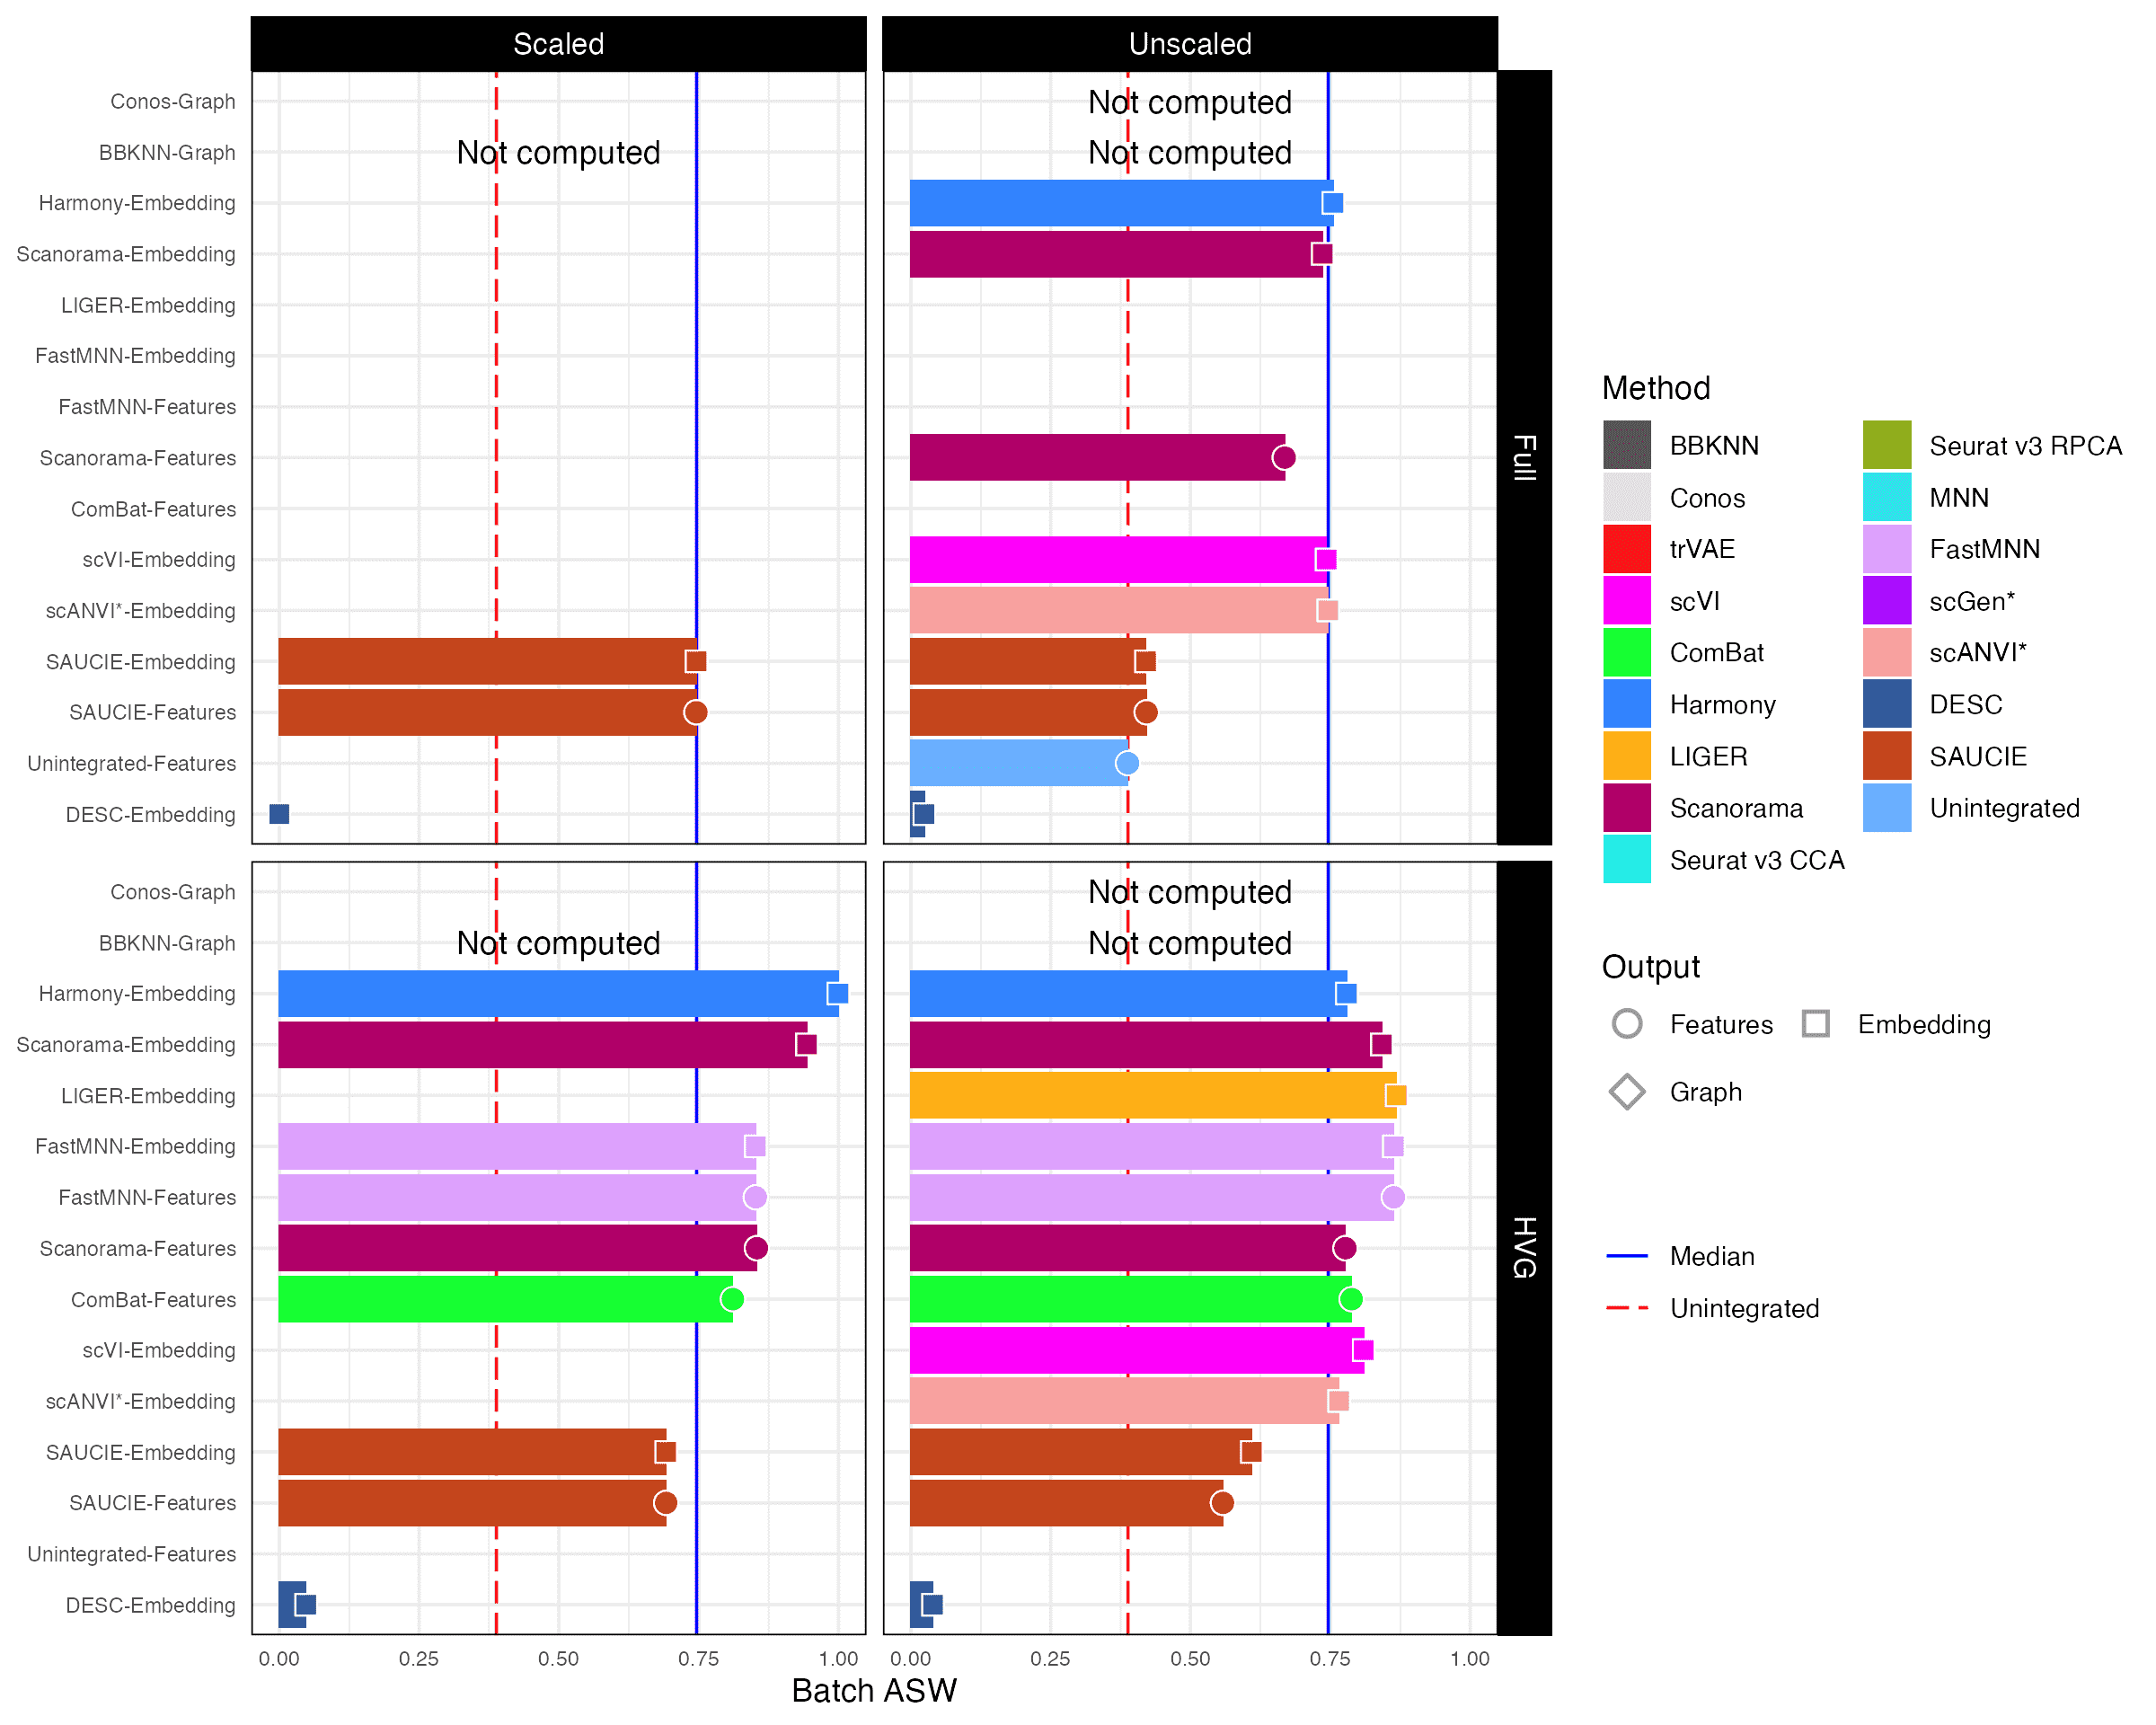 Scaled
Unscaled
Conos-Graph
Not computed
BBKNN-Graph
Not computed
Not computed
Harmony-Embedding
Scanorama-Embedding
LIGER-Embedding
FastMNN-Embedding
FastMNN-Features
Scanorama-Features
ComBat-Features
scVI-Embedding
scANVI*-Embedding
SAUCIE-Embedding
SAUCIE-Features
Unintegrated-Features
DESC-Embedding
Full
Conos-Graph
Not computed
BBKNN-Graph
Not computed
Not computed
Harmony-Embedding
Scanorama-Embedding
LIGER-Embedding
FastMNN-Embedding
FastMNN-Features
Scanorama-Features
ComBat-Features
scVI-Embedding
scANVI*-Embedding
SAUCIE-Embedding
SAUCIE-Features
Unintegrated-Features
DESC-Embedding
HVG
0.00 0.25 0.50 0.75 1.00
0.00 0.25 0.50 0.75 1.00
Batch ASW
Method
BBKNN
Conos
trVAE
scVI
ComBat
Harmony
LIGER
Scanorama
Seurat v3 CCA
Seurat v3 RPCA
MNN
FastMNN
scGen*
scANVI*
DESC
SAUCIE
Unintegrated
Output
Features
Embedding
Graph
Median
Unintegrated